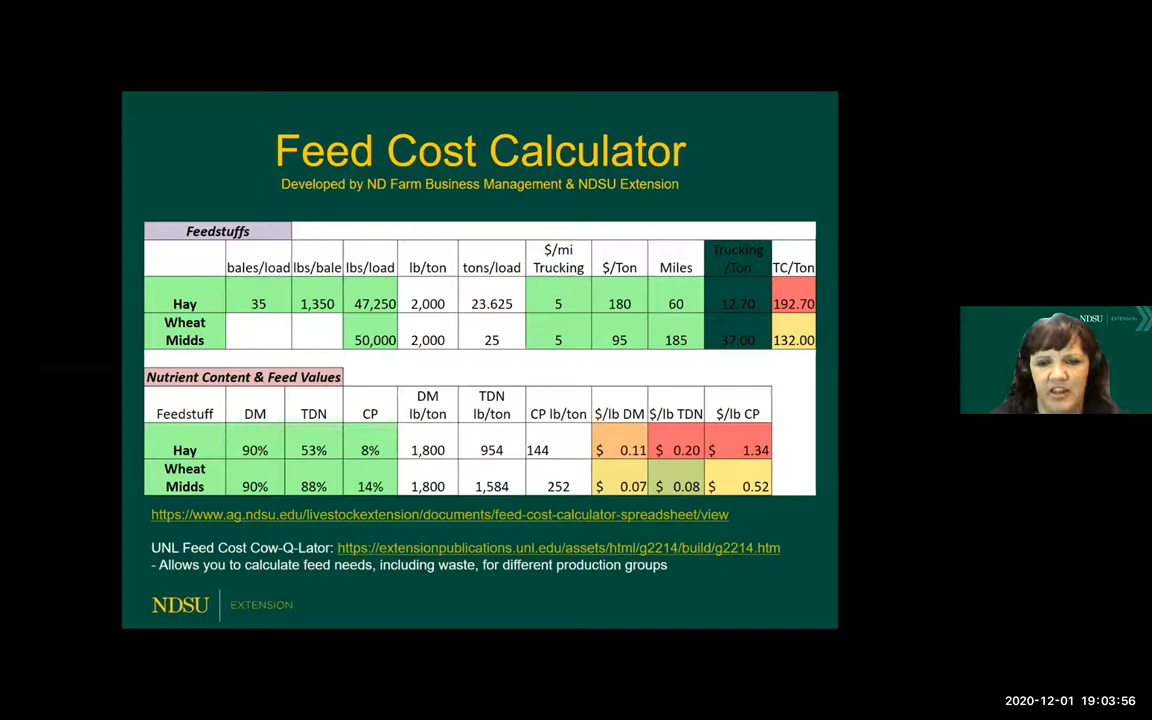 Feed Cost Calculator
Developed by ND Farm Business Management & NDSU Extension
Feedstuffs
bales/load lbs/bale lbs/load lb/ton tons/load $/mi Trucking $/Ton Miles Trucking /Ton TC/Ton
Hay 35 1,350 47,250 2,000 23.625 5 180 60 12.70 192.70
Wheat Midds 50,000 2,000 25 5 95 185 37.00 132.00
Nutrient Content & Feed Values
Feedstuff DM TDN CP DM lb/ton TDN lb/ton CP lb/ton $/lb DM $/lb TDN $/lb CP
Hay 90% 53% 8% 1,800 954 144 $ 0.11 $ 0.20 $ 1.34
Wheat Midds 90% 88% 14% 1,800 1,584 252 $ 0.07 $ 0.08 $ 0.52
https://www.ag.ndsu.edu/livestockextension/documents/feed-cost-calculator-spreadsheet/view
UNL Feed Cost Cow-Q-Lator: https://extensionpublications.unl.edu/assets/html/g2214/build/g2214.htm
- Allows you to calculate feed needs, including waste, for different production groups
NDSU EXTENSION
NDSU EXTENSION
2020-12-01 19:03:56